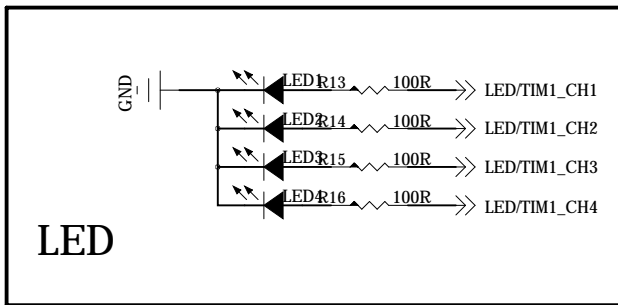 GND
LED1 R13 100R LED/TIM1_CH1
LED2 R14 100R LED/TIM1_CH2
LED3 R15 100R LED/TIM1_CH3
LED4 R16 100R LED/TIM1_CH4
LED